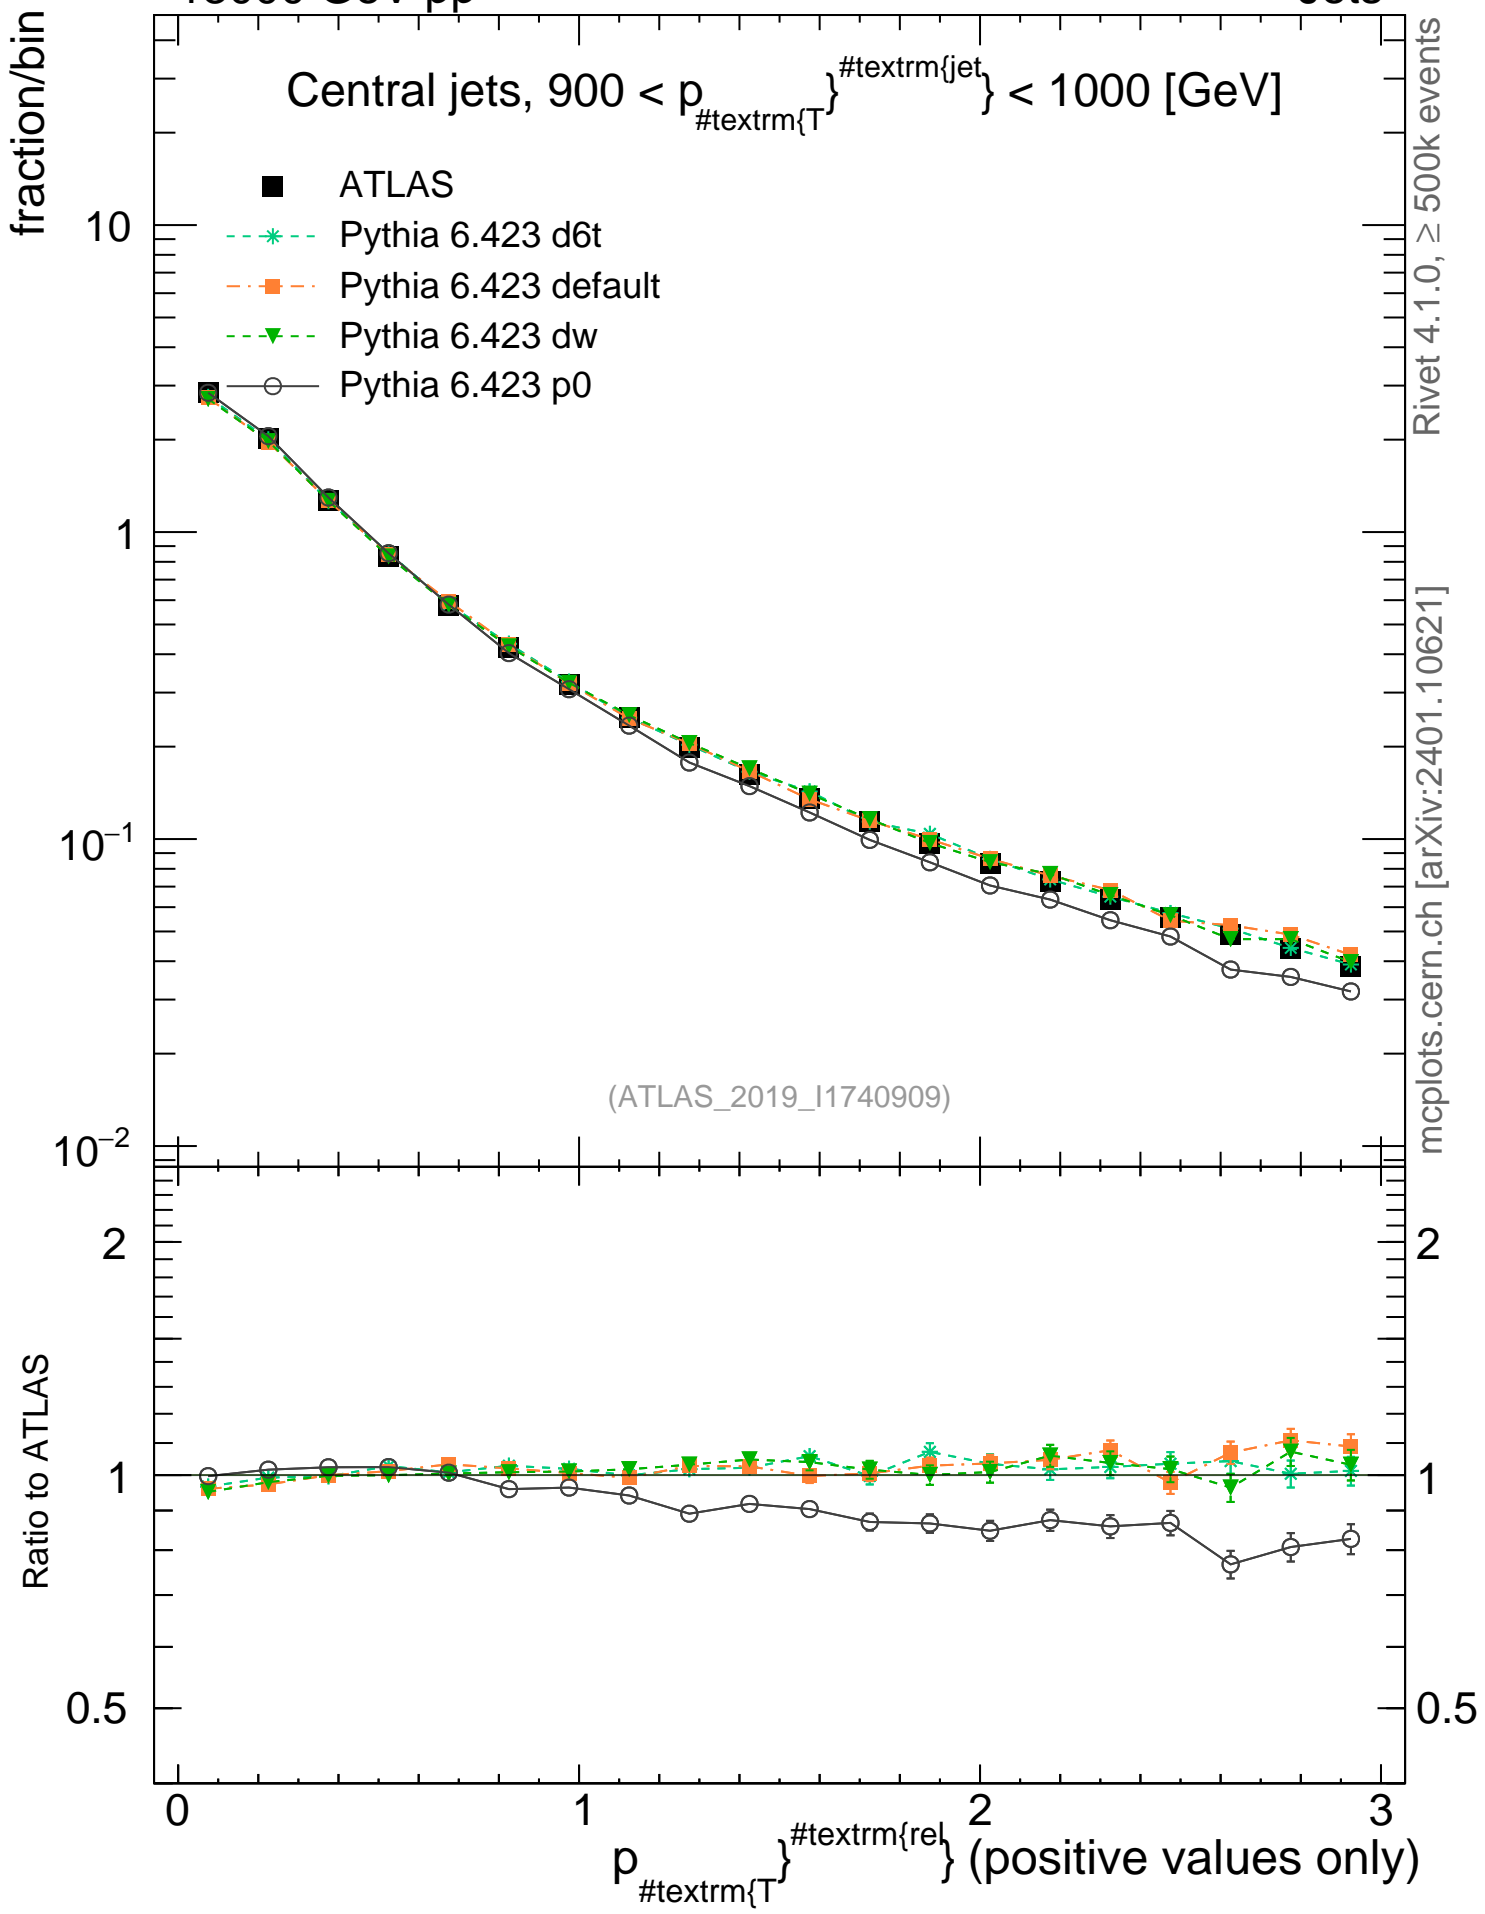 fraction/bin
Central jets, 900 < p_#textrm{T}^#textrm{jet} < 1000 [GeV]
ATLAS
Pythia 6.423 d6t
Pythia 6.423 default
Pythia 6.423 dw
Pythia 6.423 p0
10
1
10⁻¹
10⁻²
(ATLAS_2019_I1740909)
Rivet 4.1.0, ≥ 500k events
mcplots.cern.ch [arXiv:2401.10621]
Ratio to ATLAS
2
1
0.5
2
1
0.5
0 1 2 3
p_#textrm{T}^#textrm{rel} (positive values only)